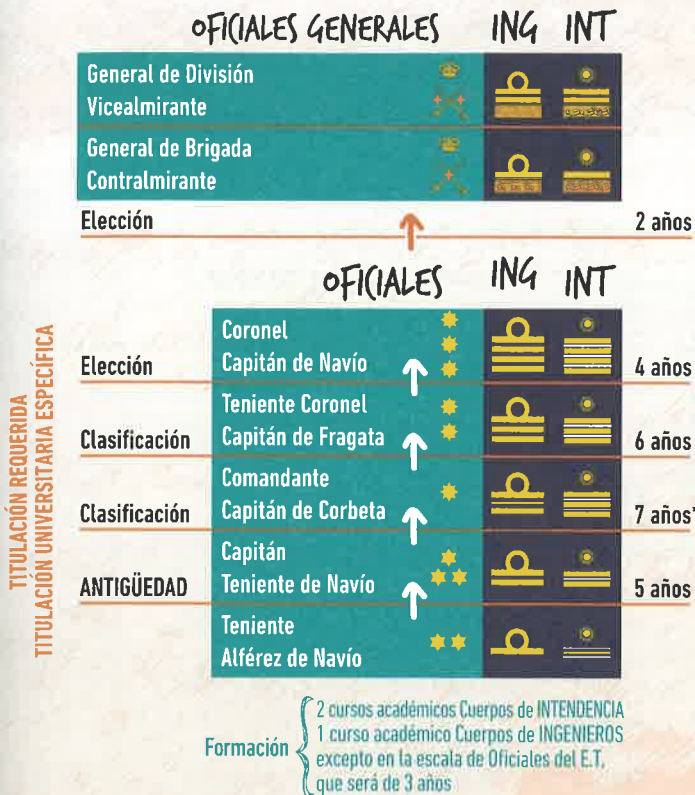 OFICIALES GENERALES ING INT
General de División
Vicealmirante
General de Brigada
Contralmirante
Elección 2 años
OFICIALES ING INT
Coronel
Capitán de Navío
Elección 4 años
Teniente Coronel
Capitán de Fragata
Clasificación 6 años
Comandante
Capitán de Corbeta
Clasificación 7 años*
Capitán
Teniente de Navío
ANTIGÜEDAD 5 años
Teniente
Alférez de Navío
TITULACIÓN REQUERIDA
TITULACIÓN UNIVERSITARIA ESPECÍFICA
Formación
2 cursos académicos Cuerpos de INTENDENCIA
1 curso académico Cuerpos de INGENIEROS
excepto en la escala de Oficiales del E.T.
que será de 3 años